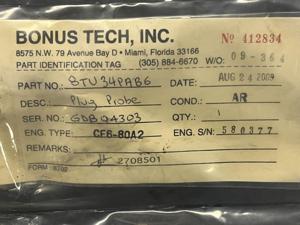 BONUS TECH, INC.
8575 N.W. 79 Avenue Bay D • Miami, Florida 33166
Nº 412834
PART IDENTIFICATION TAG (305) 884-6670 W/O: 09-364
PART NO.: 8TU34PAB6 DATE: AUG 24 2009
DESC.: Plug Probe COND.: AR
SER. NO.: GDBQ4303 QTY.: 1
ENG. TYPE: CF6-80A2 ENG. S/N: 580377
REMARKS:
2708501
FORM